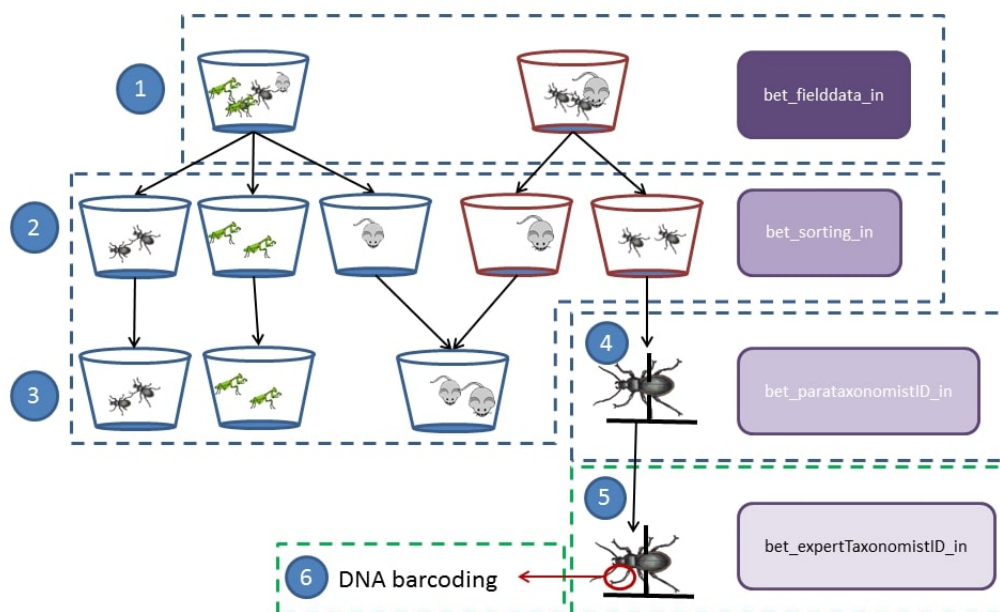 1
bet_fielddata_in
2
bet_sorting_in
3
4
bet_parataxonomistID_in
5
bet_expertTaxonomistID_in
6
DNA barcoding